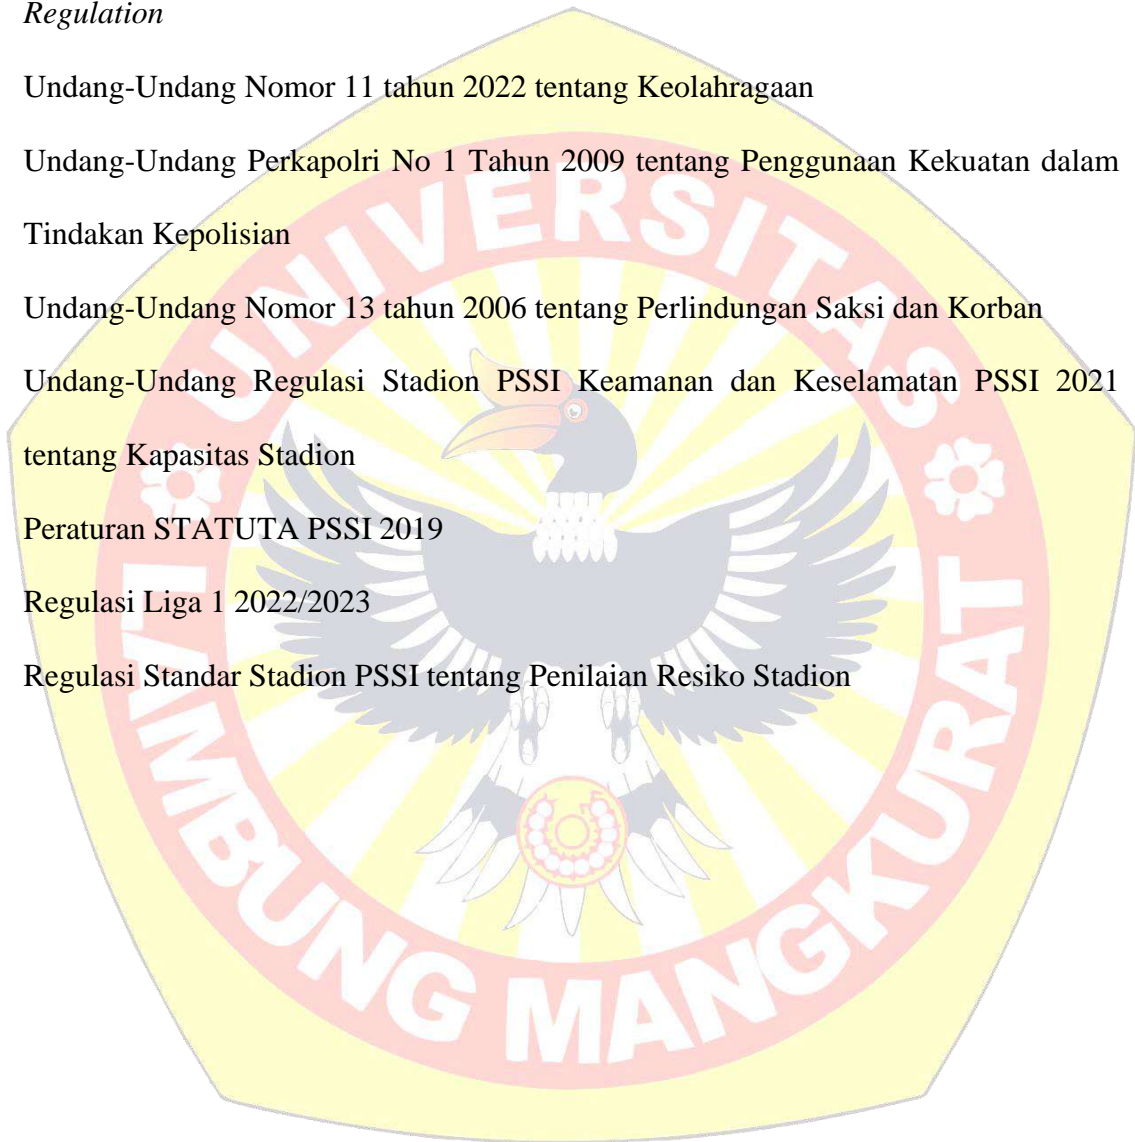 Regulation
Undang-Undang Nomor 11 tahun 2022 tentang Keolahragaan
Undang-Undang Perkapolri No 1 Tahun 2009 tentang Penggunaan Kekuatan dalam
Tindakan Kepolisian
Undang-Undang Nomor 13 tahun 2006 tentang Perlindungan Saksi dan Korban
Undang-Undang Regulasi Stadion PSSI Keamanan dan Keselamatan PSSI 2021
tentang Kapasitas Stadion
Peraturan STATUTA PSSI 2019
Regulasi Liga 1 2022/2023
Regulasi Standar Stadion PSSI tentang Penilaian Resiko Stadion
UNIVERSITAS
LAMBUNG MANGKURAT